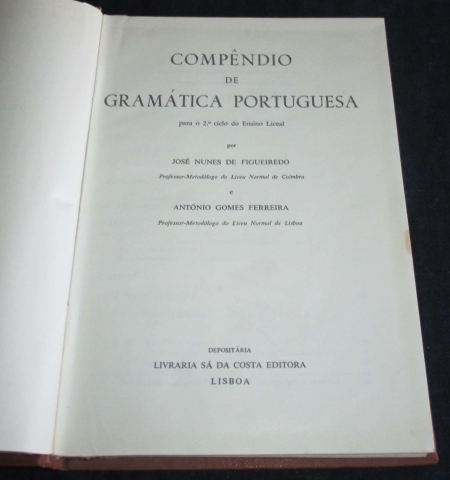 COMPÊNDIO
DE
GRAMÁTICA PORTUGUESA
para o 2.º ciclo do Ensino Liceal
por
JOSÉ NUNES DE FIGUEIREDO
Professor-Metodólogo do Liceu Normal de Coimbra
e
ANTÓNIO GOMES FERREIRA
Professor-Metodólogo do Liceu Normal de Lisboa
DEPOSITÁRIA
LIVRARIA SÁ DA COSTA EDITORA
LISBOA